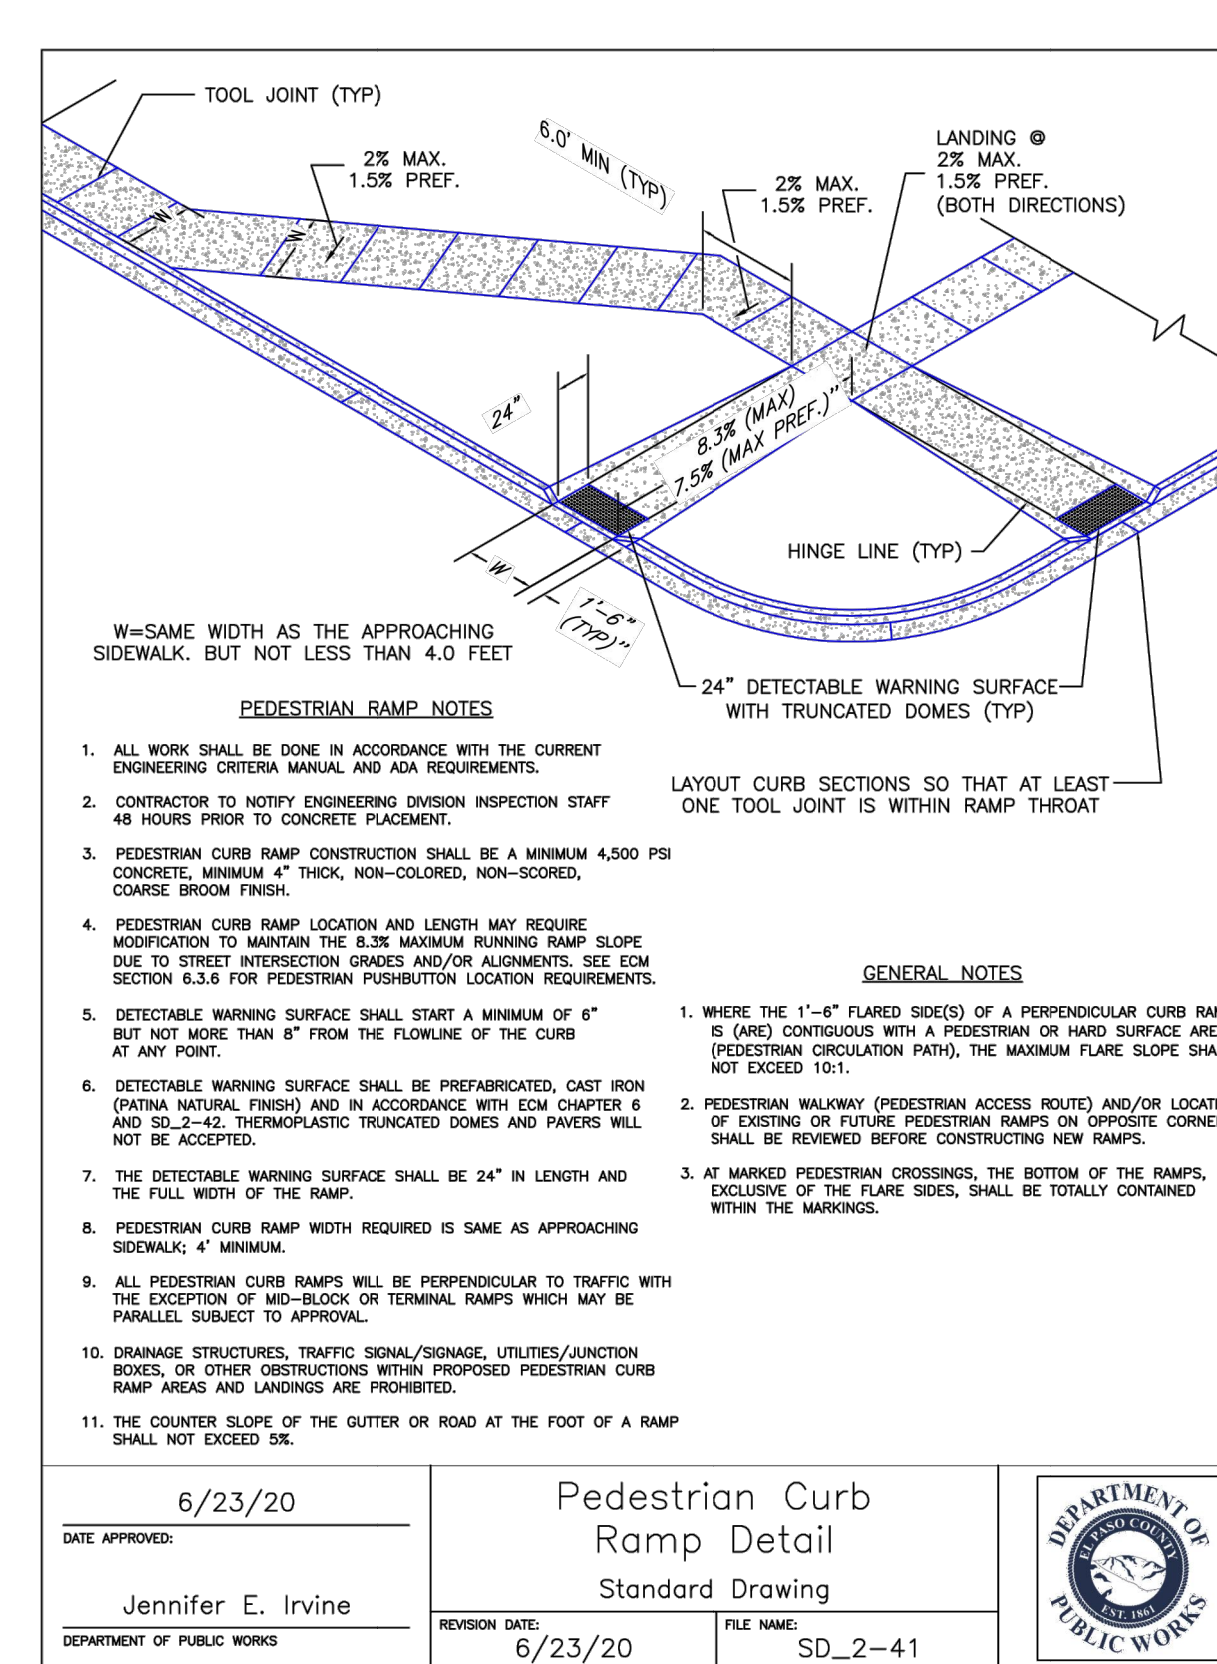 TOOL JOINT (TYP)
2% MAX.
1.5% PREF.
6.0' MIN (TYP)
2% MAX.
1.5% PREF.
LANDING @
2% MAX.
1.5% PREF.
(BOTH DIRECTIONS)
W
W
24"
8.3% (MAX)
7.5% (MAX PREF.)"
HINGE LINE (TYP)
W
1'-6"
(TYP)"
W=SAME WIDTH AS THE APPROACHING
SIDEWALK. BUT NOT LESS THAN 4.0 FEET
24" DETECTABLE WARNING SURFACE
WITH TRUNCATED DOMES (TYP)
LAYOUT CURB SECTIONS SO THAT AT LEAST
ONE TOOL JOINT IS WITHIN RAMP THROAT
PEDESTRIAN RAMP NOTES
1. ALL WORK SHALL BE DONE IN ACCORDANCE WITH THE CURRENT
ENGINEERING CRITERIA MANUAL AND ADA REQUIREMENTS.
2. CONTRACTOR TO NOTIFY ENGINEERING DIVISION INSPECTION STAFF
48 HOURS PRIOR TO CONCRETE PLACEMENT.
3. PEDESTRIAN CURB RAMP CONSTRUCTION SHALL BE A MINIMUM 4,500 PSI
CONCRETE, MINIMUM 4" THICK, NON-COLORED, NON-SCORED,
COARSE BROOM FINISH.
4. PEDESTRIAN CURB RAMP LOCATION AND LENGTH MAY REQUIRE
MODIFICATION TO MAINTAIN THE 8.3% MAXIMUM RUNNING RAMP SLOPE
DUE TO STREET INTERSECTION GRADES AND/OR ALIGNMENTS. SEE ECM
SECTION 6.3.6 FOR PEDESTRIAN PUSHBUTTON LOCATION REQUIREMENTS.
5. DETECTABLE WARNING SURFACE SHALL START A MINIMUM OF 6"
BUT NOT MORE THAN 8" FROM THE FLOWLINE OF THE CURB
AT ANY POINT.
6. DETECTABLE WARNING SURFACE SHALL BE PREFABRICATED, CAST IRON
(PATINA NATURAL FINISH) AND IN ACCORDANCE WITH ECM CHAPTER 6
AND SD_2-42. THERMOPLASTIC TRUNCATED DOMES AND PAVERS WILL
NOT BE ACCEPTED.
7. THE DETECTABLE WARNING SURFACE SHALL BE 24" IN LENGTH AND
THE FULL WIDTH OF THE RAMP.
8. PEDESTRIAN CURB RAMP WIDTH REQUIRED IS SAME AS APPROACHING
SIDEWALK; 4' MINIMUM.
9. ALL PEDESTRIAN CURB RAMPS WILL BE PERPENDICULAR TO TRAFFIC WITH
THE EXCEPTION OF MID-BLOCK OR TERMINAL RAMPS WHICH MAY BE
PARALLEL SUBJECT TO APPROVAL.
10. DRAINAGE STRUCTURES, TRAFFIC SIGNAL/SIGNAGE, UTILITIES/JUNCTION
BOXES, OR OTHER OBSTRUCTIONS WITHIN PROPOSED PEDESTRIAN CURB
RAMP AREAS AND LANDINGS ARE PROHIBITED.
11. THE COUNTER SLOPE OF THE GUTTER OR ROAD AT THE FOOT OF A RAMP
SHALL NOT EXCEED 5%.
GENERAL NOTES
1. WHERE THE 1'-6" FLARED SIDE(S) OF A PERPENDICULAR CURB
IS (ARE) CONTIGUOUS WITH A PEDESTRIAN OR HARD SURFACE
(PEDESTRIAN CIRCULATION PATH), THE MAXIMUM FLARE SLOPE
NOT EXCEED 10:1.
2. PEDESTRIAN WALKWAY (PEDESTRIAN ACCESS ROUTE) AND/OR
OF EXISTING OR FUTURE PEDESTRIAN RAMPS ON OPPOSITE
SHALL BE REVIEWED BEFORE CONSTRUCTING NEW RAMPS.
3. AT MARKED PEDESTRIAN CROSSINGS, THE BOTTOM OF THE RAMPS,
EXCLUSIVE OF THE FLARE SIDES, SHALL BE TOTALLY CONTAINED
WITHIN THE MARKINGS.
6/23/20
DATE APPROVED:
Jennifer E. Irvine
DEPARTMENT OF PUBLIC WORKS
Pedestrian Curb
Ramp Detail
Standard Drawing
REVISION DATE:
6/23/20
FILE NAME:
SD_2-41
DEPARTMENT OF
PUBLIC WORKS
EL PASO COUNTY
EST. 1861